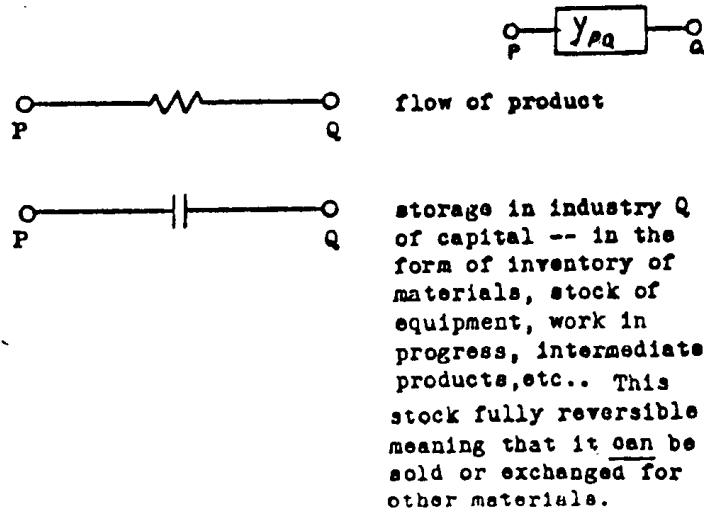 Y_PQ
P Q
flow of product
P Q
storage in industry Q
P Q
of capital -- in the
form of inventory of
materials, stock of
equipment, work in
progress, intermediate
products,etc.. This
stock fully reversible
meaning that it can be
sold or exchanged for
other materials.